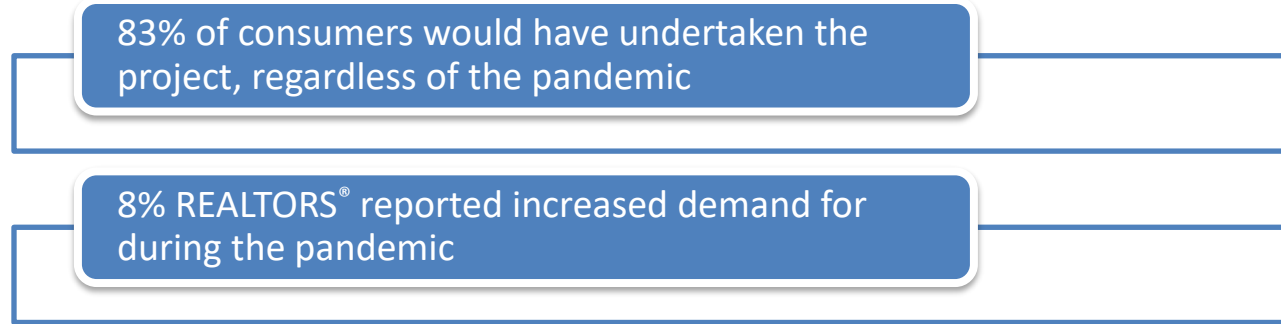 83% of consumers would have undertaken the
project, regardless of the pandemic
8% REALTORS® reported increased demand for
during the pandemic